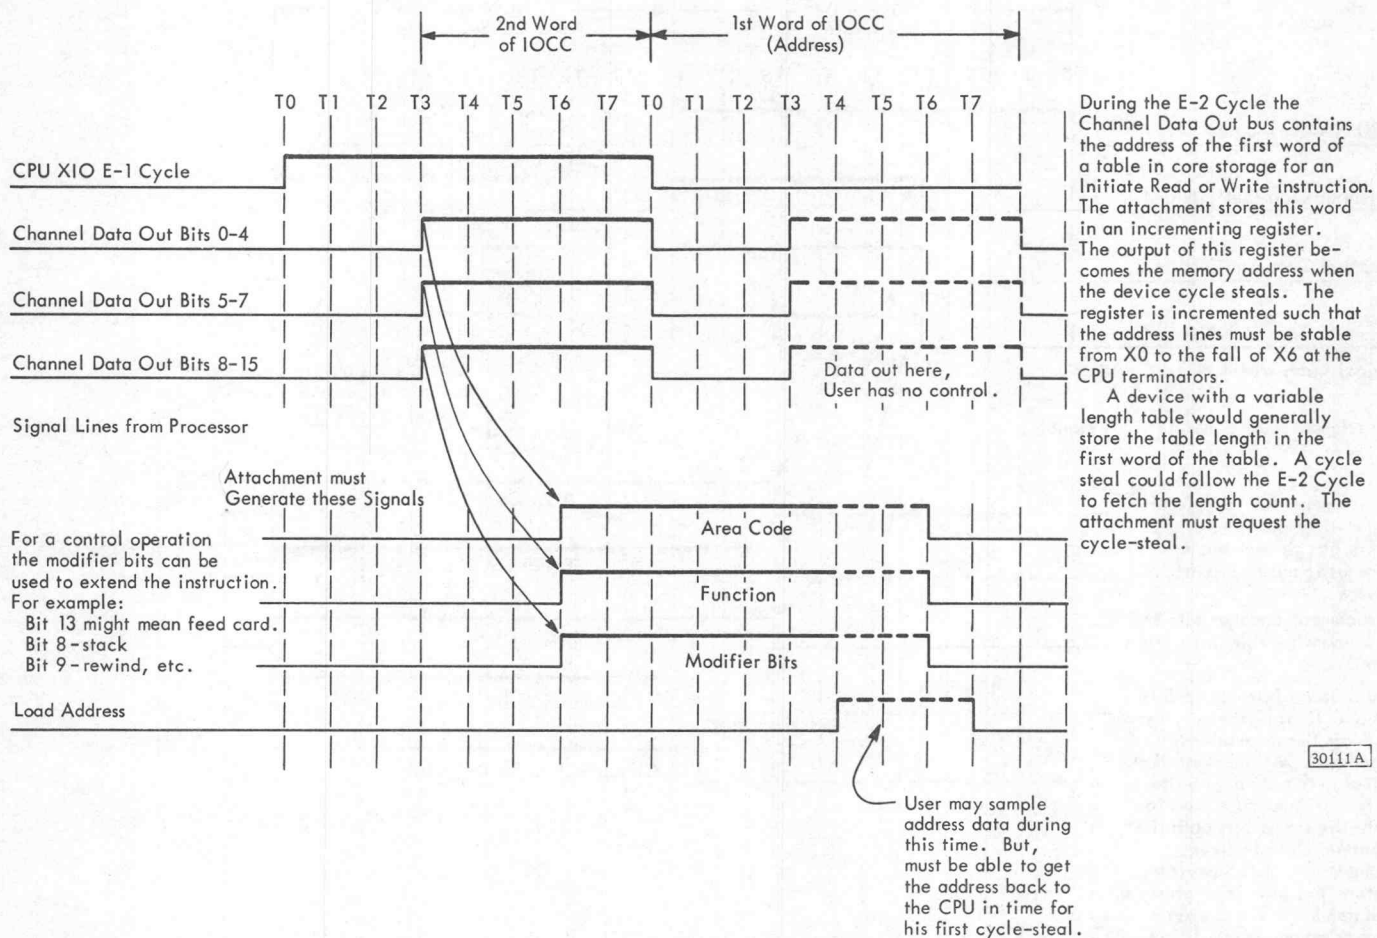 2nd Word
of IOCC
1st Word of IOCC
(Address)
T0 T1 T2 T3 T4 T5 T6 T7 T0 T1 T2 T3 T4 T5 T6 T7
CPU XIO E-1 Cycle
Channel Data Out Bits 0-4
Channel Data Out Bits 5-7
Channel Data Out Bits 8-15
Data out here,
User has no control.
Signal Lines from Processor
Attachment must
Generate these Signals
Area Code
For a control operation
the modifier bits can be
used to extend the instruction.
For example:
Bit 13 might mean feed card.
Bit 8-stack
Bit 9-rewind, etc.
Function
Modifier Bits
Load Address
User may sample
address data during
this time. But,
must be able to get
the address back to
the CPU in time for
his first cycle-steal.
During the E-2 Cycle the
Channel Data Out bus contains
the address of the first word of
a table in core storage for an
Initiate Read or Write instruction.
The attachment stores this word
in an incrementing register.
The output of this register be-
comes the memory address when
the device cycle steals. The
register is incremented such that
the address lines must be stable
from X0 to the fall of X6 at the
CPU terminators.
A device with a variable
length table would generally
store the table length in the
first word of the table. A cycle
steal could follow the E-2 Cycle
to fetch the length count. The
attachment must request the
cycle-steal.
30111A